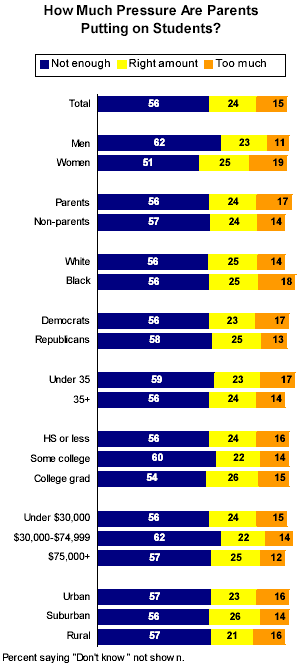 How Much Pressure Are Parents
Putting on Students?
Not enough Right amount Too much
Total 56 24 15
Men 62 23 11
Women 51 25 19
Parents 56 24 17
Non-parents 57 24 14
White 56 25 14
Black 56 25 18
Democrats 56 23 17
Republicans 58 25 13
Under 35 59 23 17
35+ 56 24 14
HS or less 56 24 16
Some college 60 22 14
College grad 54 26 15
Under $30,000 56 24 15
$30,000-$74,999 62 22 14
$75,000+ 57 25 12
Urban 57 23 16
Suburban 56 26 14
Rural 57 21 16
Percent saying "Don't know" not shown.